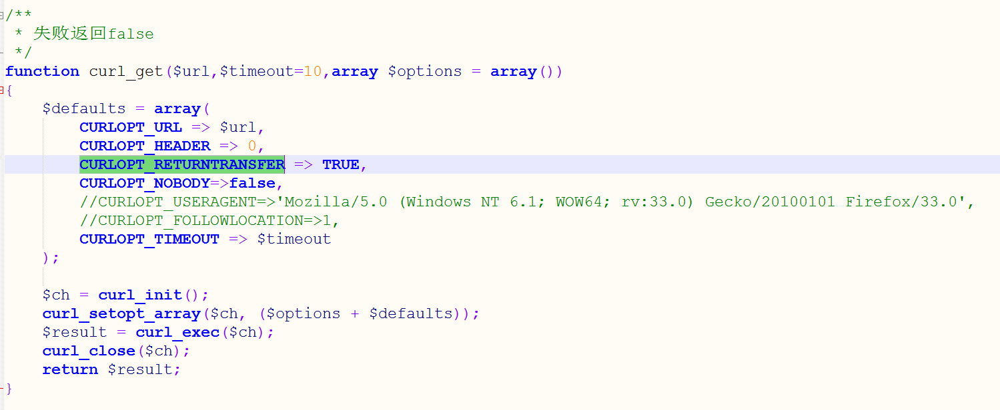 /**
 * 失败返回false
 */
function curl_get($url,$timeout=10,array $options = array())
{
    $defaults = array(
        CURLOPT_URL => $url,
        CURLOPT_HEADER => 0,
        CURLOPT_RETURNTRANSFER => TRUE,
        CURLOPT_NOBODY=>false,
        //CURLOPT_USERAGENT=>'Mozilla/5.0 (Windows NT 6.1; WOW64; rv:33.0) Gecko/20100101 Firefox/33.0',
        //CURLOPT_FOLLOWLOCATION=>1,
        CURLOPT_TIMEOUT => $timeout
    );
    $ch = curl_init();
    curl_setopt_array($ch, ($options + $defaults));
    $result = curl_exec($ch);
    curl_close($ch);
    return $result;
}